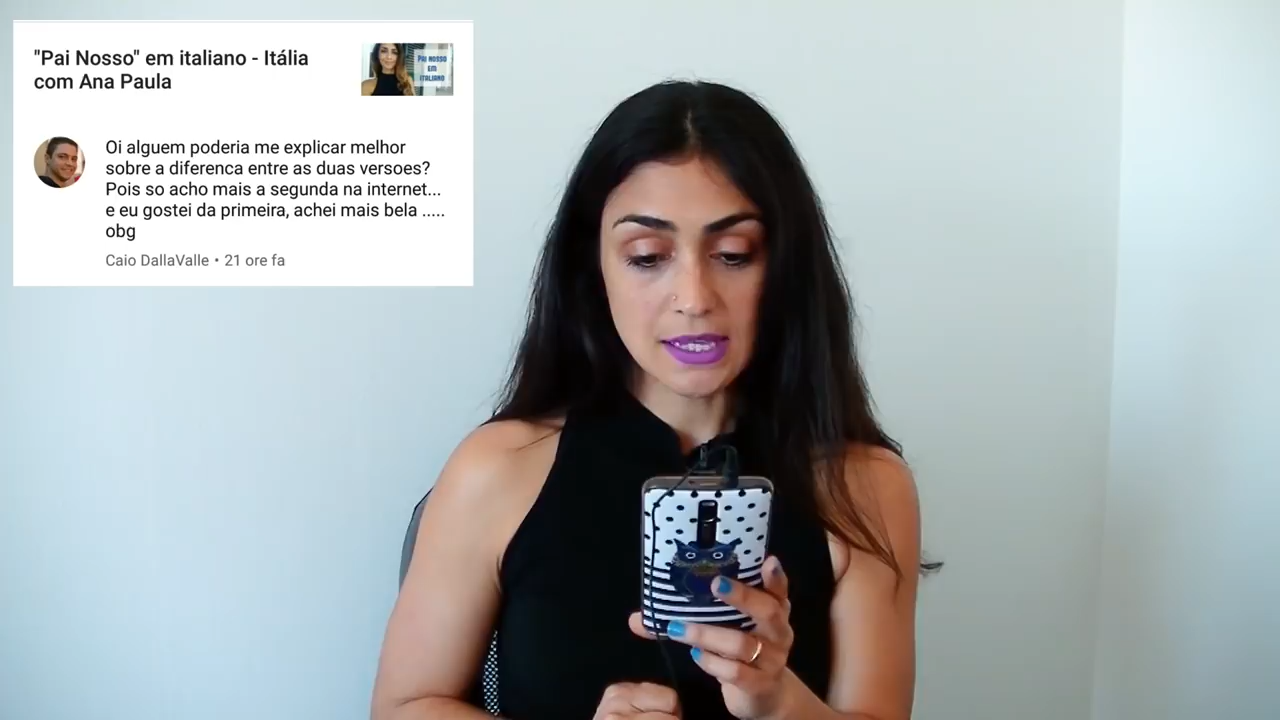 "Pai Nosso" em italiano - Itália
com Ana Paula
PAI NOSSO
EM
ITALIANO
Oi alguem poderia me explicar melhor
sobre a diferenca entre as duas versoes?
Pois so acho mais a segunda na internet...
e eu gostei da primeira, achei mais bela .....
obg
Caio DallaValle • 21 ore fa